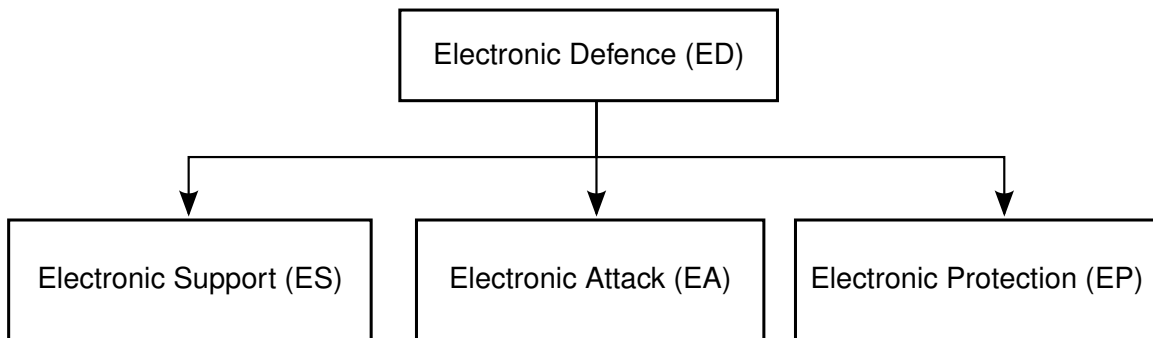 Electronic Defence (ED)
Electronic Support (ES)
Electronic Attack (EA)
Electronic Protection (EP)